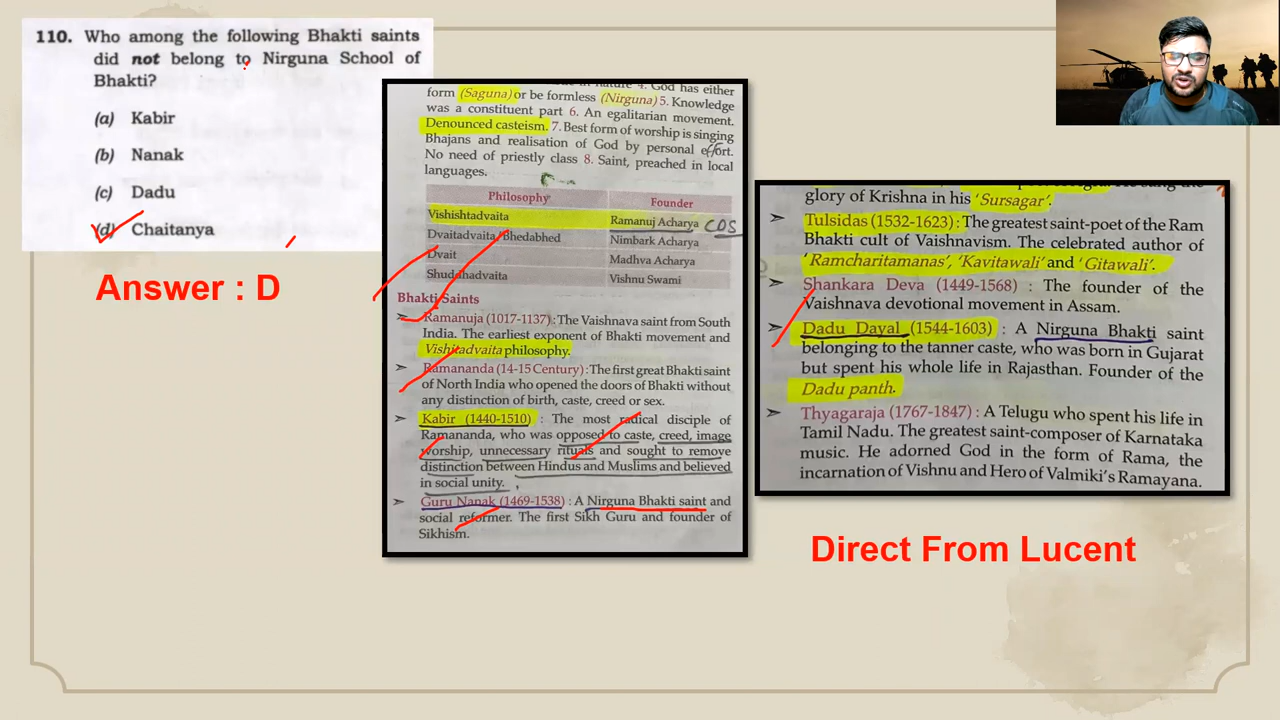 110. Who among the following Bhakti saints
did not belong to Nirguna School of
Bhakti?
(a) Kabir
(b) Nanak
(c) Dadu
(d) Chaitanya
Answer : D
form (Saguna) or be formless (Nirguna) 5. Knowledge
was a constituent part 6. An egalitarian movement.
Denounced casteism. 7. Best form of worship is singing
Bhajans and realisation of God by personal effort.
No need of priestly class 8. Saint, preached in local
languages.
Philosophy Founder
Vishishtadvaita Ramanuj Acharya COS
Dvaitadvaita/Bhedabhed Nimbark Acharya
Dvait Madhva Acharya
Shuddhadvaita Vishnu Swami
Bhakti Saints
➤ Ramanuja (1017-1137) : The Vaishnava saint from South
India. The earliest exponent of Bhakti movement and
Vishitadvaita philosophy.
➤ Ramananda (14-15 Century) : The first great Bhakti saint
of North India who opened the doors of Bhakti without
any distinction of birth, caste, creed or sex.
➤ Kabir (1440-1510) : The most radical disciple of
Ramananda, who was opposed to caste, creed, image
worship, unnecessary rituals and sought to remove
distinction between Hindus and Muslims and believed
in social unity.
➤ Guru Nanak (1469-1538) : A Nirguna Bhakti saint and
social reformer. The first Sikh Guru and founder of
Sikhism.
glory of Krishna in his 'Sursagar'.
➤ Tulsidas (1532-1623) : The greatest saint-poet of the Ram
Bhakti cult of Vaishnavism. The celebrated author of
'Ramcharitamanas', 'Kavitawali' and 'Gitawali'.
➤ Shankara Deva (1449-1568) : The founder of the
Vaishnava devotional movement in Assam.
➤ Dadu Dayal (1544-1603) : A Nirguna Bhakti saint
belonging to the tanner caste, who was born in Gujarat
but spent his whole life in Rajasthan. Founder of the
Dadu panth.
➤ Thyagaraja (1767-1847) : A Telugu who spent his life in
Tamil Nadu. The greatest saint-composer of Karnataka
music. He adorned God in the form of Rama, the
incarnation of Vishnu and Hero of Valmiki's Ramayana.
Direct From Lucent